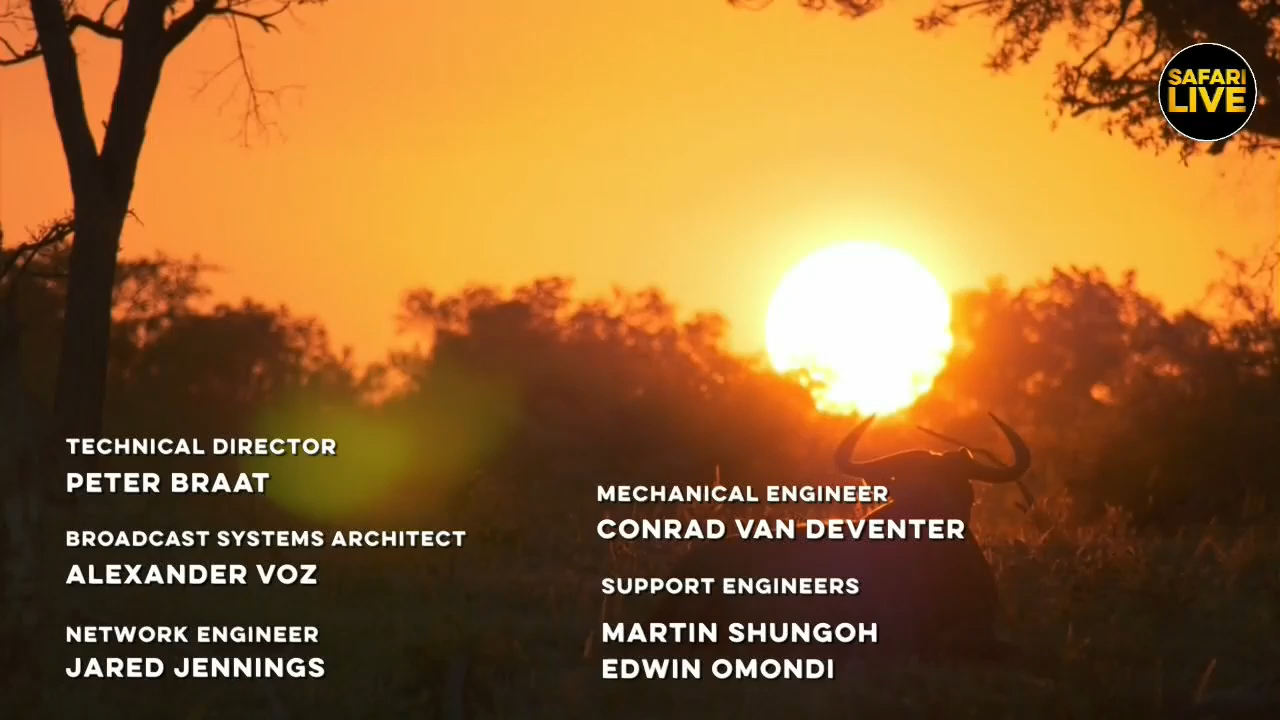 SAFARI
LIVE
TECHNICAL DIRECTOR
PETER BRAAT
BROADCAST SYSTEMS ARCHITECT
ALEXANDER VOZ
NETWORK ENGINEER
JARED JENNINGS
MECHANICAL ENGINEER
CONRAD VAN DEVENTER
SUPPORT ENGINEERS
MARTIN SHUNGOH
EDWIN OMONDI